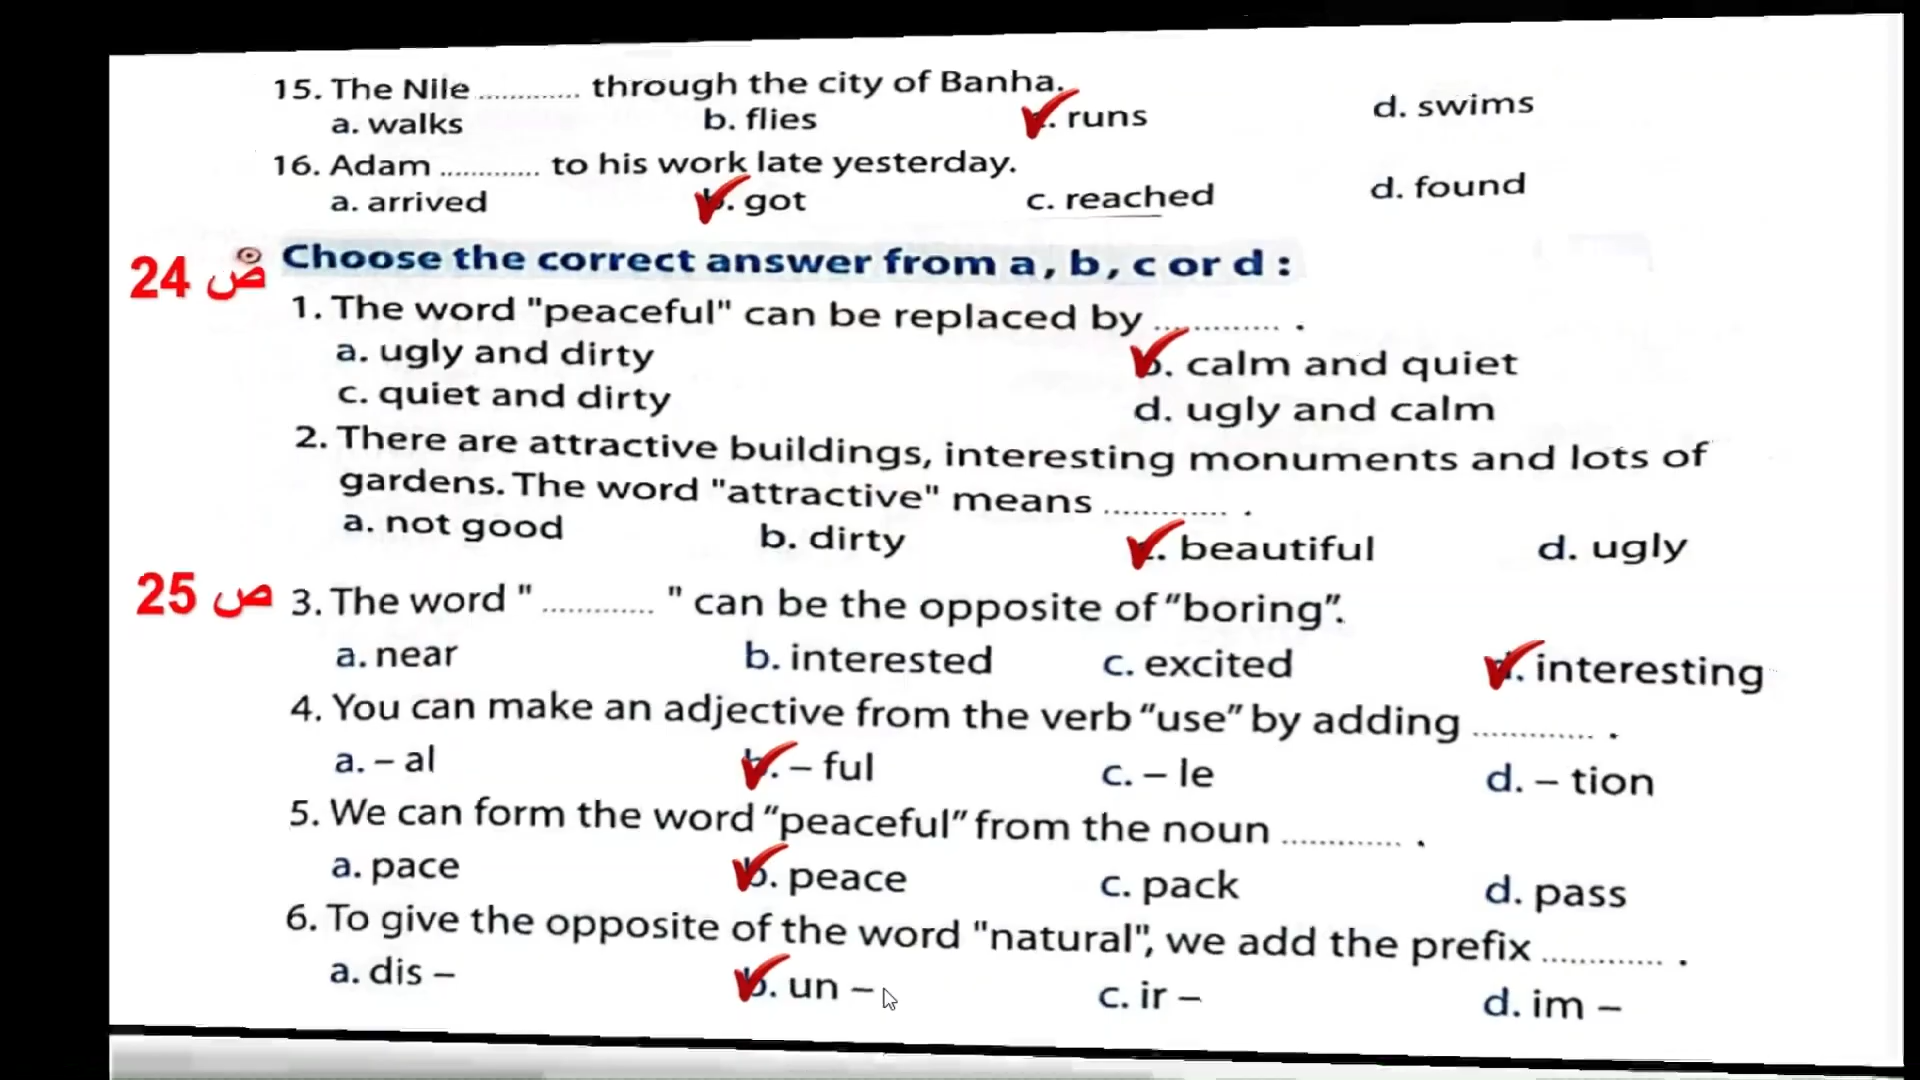 15. The Nile ............ through the city of Banha.
a. walks b. flies c. runs d. swims
16. Adam ............ to his work late yesterday.
a. arrived b. got c. reached d. found
ص 24
Choose the correct answer from a, b, c or d :
1. The word "peaceful" can be replaced by ............ .
a. ugly and dirty b. calm and quiet
c. quiet and dirty d. ugly and calm
2. There are attractive buildings, interesting monuments and lots of
gardens. The word "attractive" means ............ .
a. not good b. dirty c. beautiful d. ugly
ص 25
3. The word " ............ " can be the opposite of “boring”.
a. near b. interested c. excited d. interesting
4. You can make an adjective from the verb “use” by adding ............ .
a. – al b. – ful c. – le d. – tion
5. We can form the word “peaceful” from the noun ............ .
a. pace b. peace c. pack d. pass
6. To give the opposite of the word "natural", we add the prefix ............ .
a. dis – b. un – c. ir – d. im –